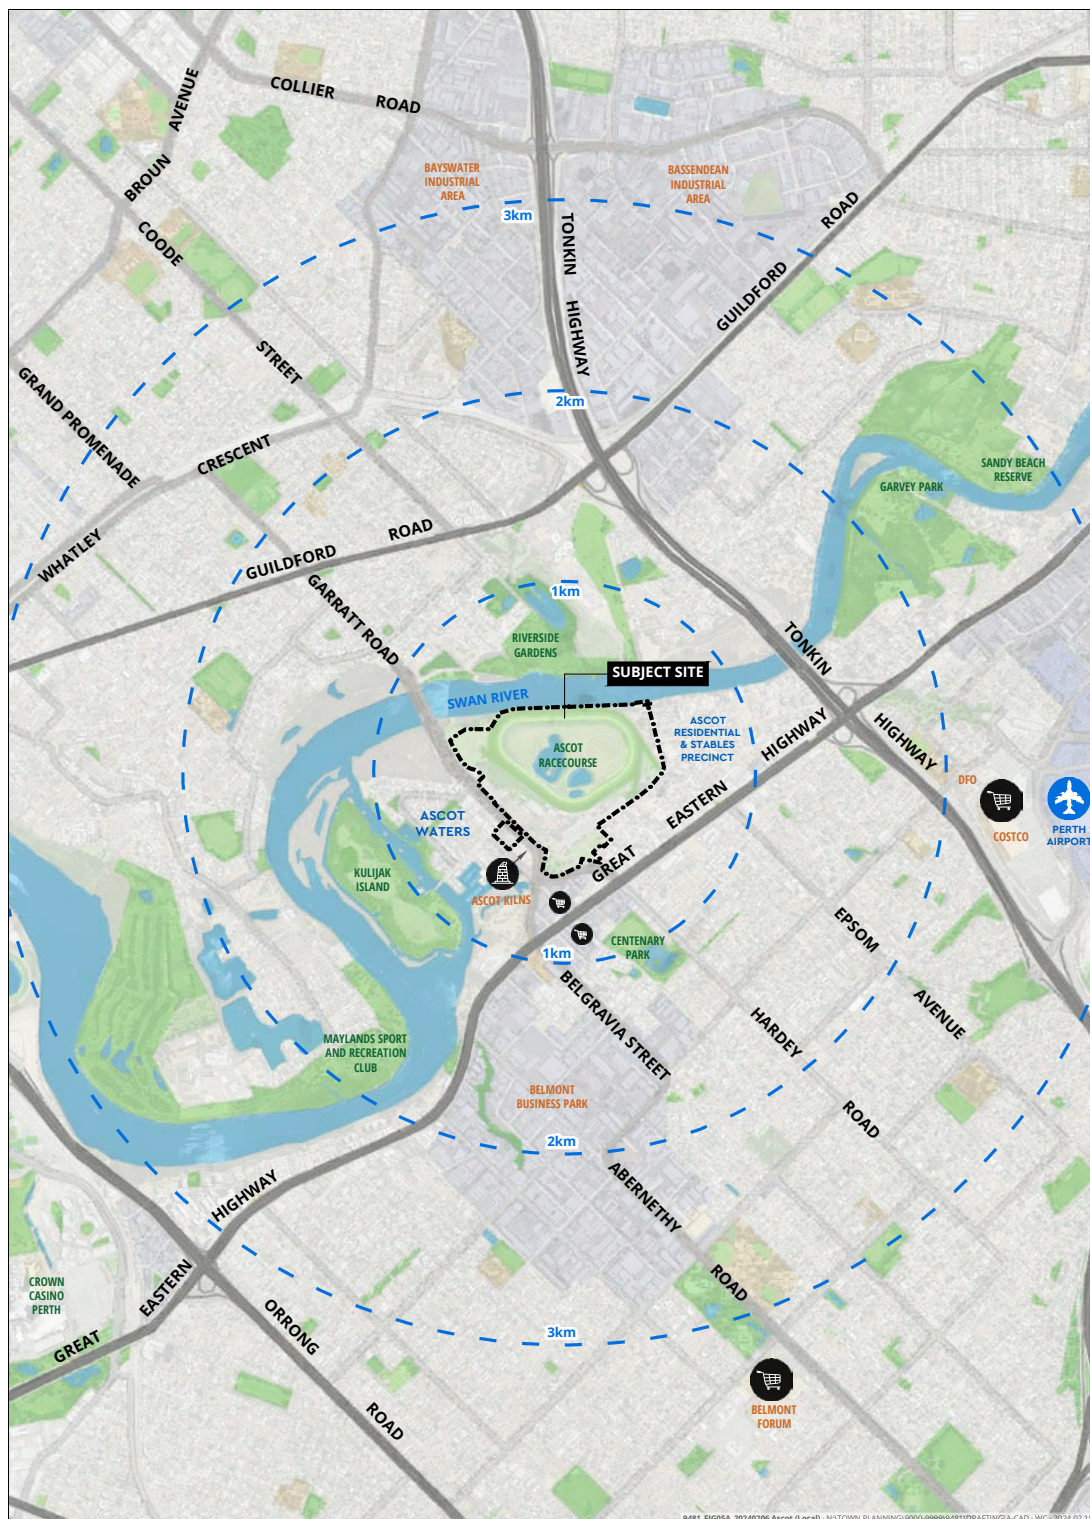 COLLIER ROAD
BROUN AVENUE
BAYSWATER
INDUSTRIAL
AREA
BASSENDEAN
INDUSTRIAL
AREA
3km
TONKIN HIGHWAY
GUILDFORD ROAD
COODE STREET
GRAND PROMENADE
2km
WHATLEY CRESCENT
SANDY BEACH
RESERVE
GARVEY PARK
GUILDFORD ROAD
GARRATT ROAD
1km
RIVERSIDE
GARDENS
SUBJECT SITE
SWAN RIVER
TONKIN HIGHWAY
ASCOT
RESIDENTIAL
& STABLES
PRECINCT
ASCOT
RACECOURSE
GREAT EASTERN HIGHWAY
DFO
COSTCO
PERTH
AIRPORT
ASCOT
WATERS
KULIJAK
ISLAND
ASCOT KILNS
CENTENARY
PARK
1km
EPSOM AVENUE
BELGRAVIA STREET
HARDEY ROAD
MAYLANDS SPORT
AND RECREATION
CLUB
BELMONT
BUSINESS PARK
2km
ABERNETHY ROAD
GREAT EASTERN HIGHWAY
CROWN
CASINO
PERTH
ORRONG ROAD
3km
BELMONT
FORUM